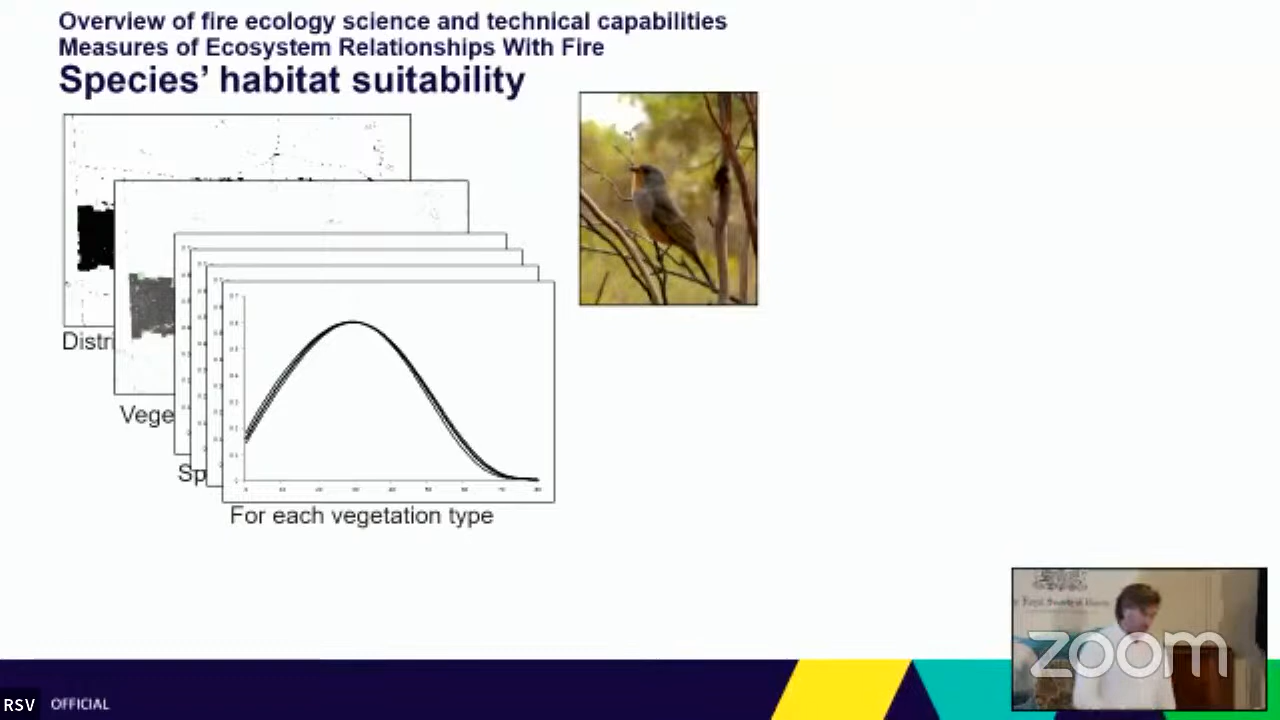 Overview of fire ecology science and technical capabilities
Measures of Ecosystem Relationships With Fire
Species’ habitat suitability
Distri
Vege
Sp
For each vegetation type
zoom
RSV
OFFICIAL